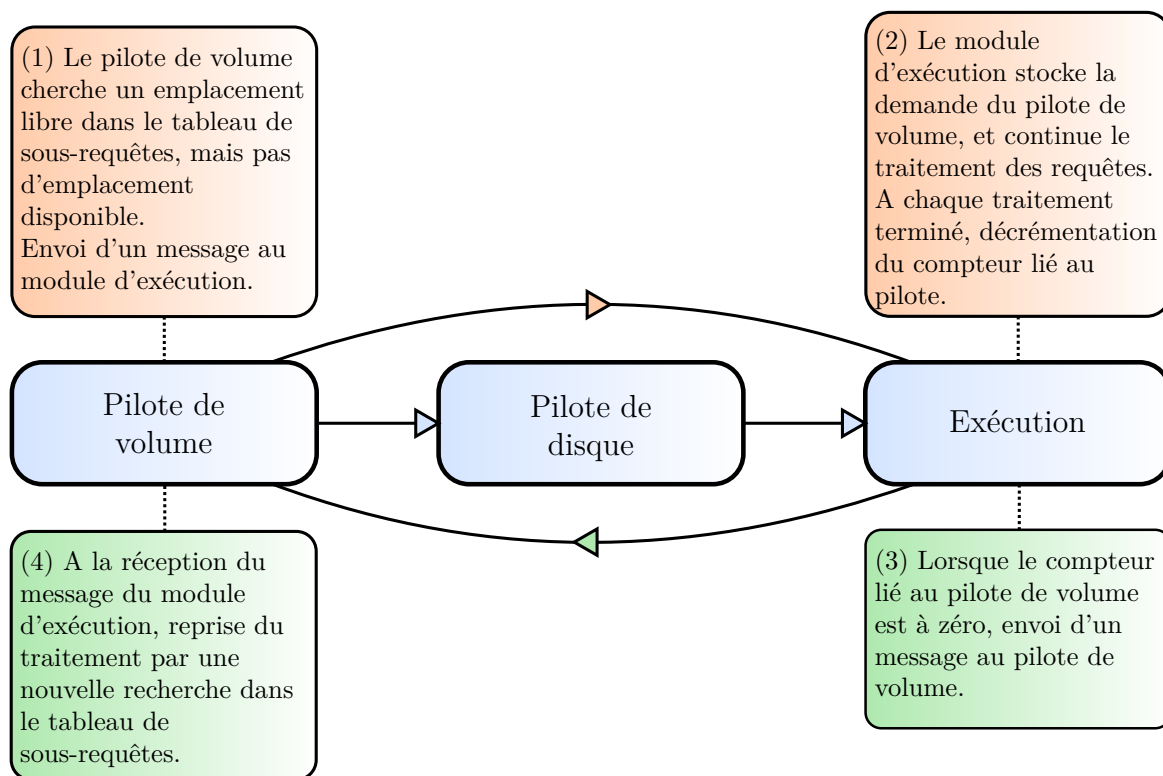 (1) Le pilote de volume
cherche un emplacement
libre dans le tableau de
sous-requêtes, mais pas
d'emplacement
disponible.
Envoi d'un message au
module d'exécution.
(2) Le module
d'exécution stocke la
demande du pilote de
volume, et continue le
traitement des requêtes.
A chaque traitement
terminé, décrémentation
du compteur lié au
pilote.
Pilote de
volume
Pilote de
disque
Exécution
(4) A la réception du
message du module
d'exécution, reprise du
traitement par une
nouvelle recherche dans
le tableau de
sous-requêtes.
(3) Lorsque le compteur
lié au pilote de volume
est à zéro, envoi d'un
message au pilote de
volume.